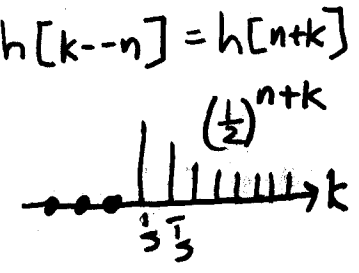 h[k--n] = h[n+k]
(1/2)^{n+k}
k